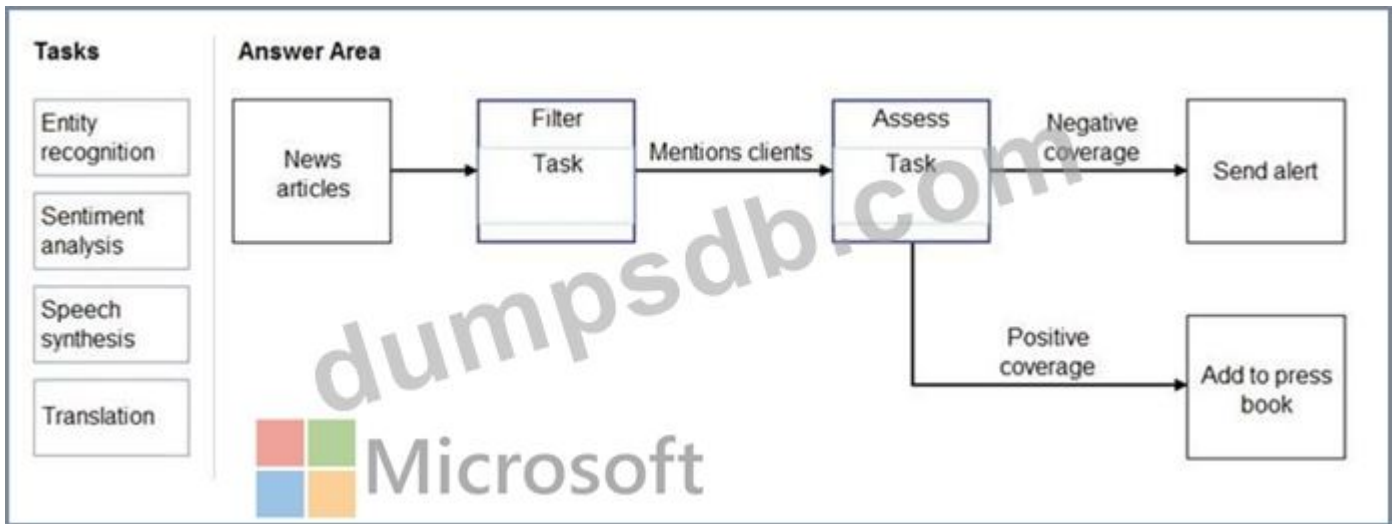 Tasks
Entity
recognition
Sentiment
analysis
Speech
synthesis
Translation
Answer Area
News
articles
Filter
Task
Mentions clients
Assess
Task
Negative
coverage
Send alert
Positive
coverage
Add to press
book
dumpsdb.com
Microsoft